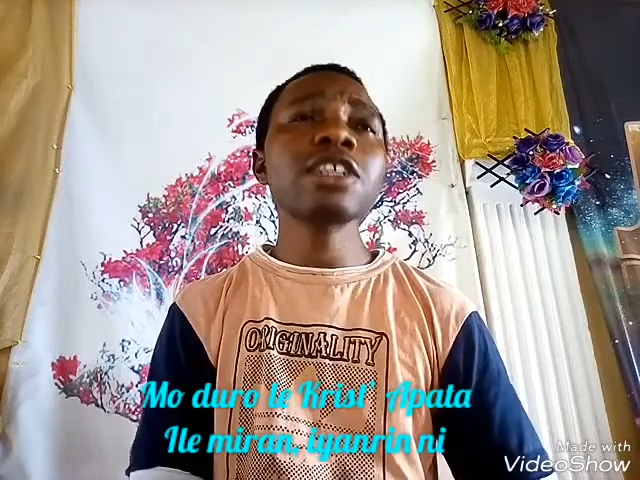 ORIGINALITY
Mo duro le Krist' Apata
Ile miran, iyanrin ni
Made with
VideoShow